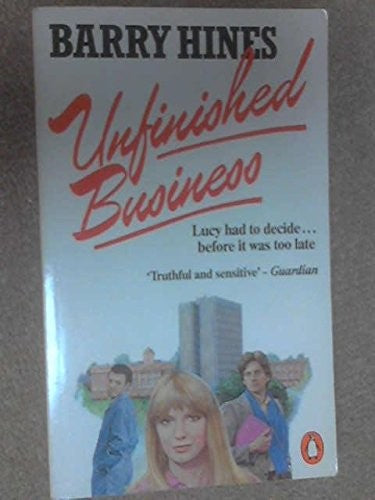 BARRY HINES
Unfinished
Business
Lucy had to decide...
before it was too late
'Truthful and sensitive' – Guardian